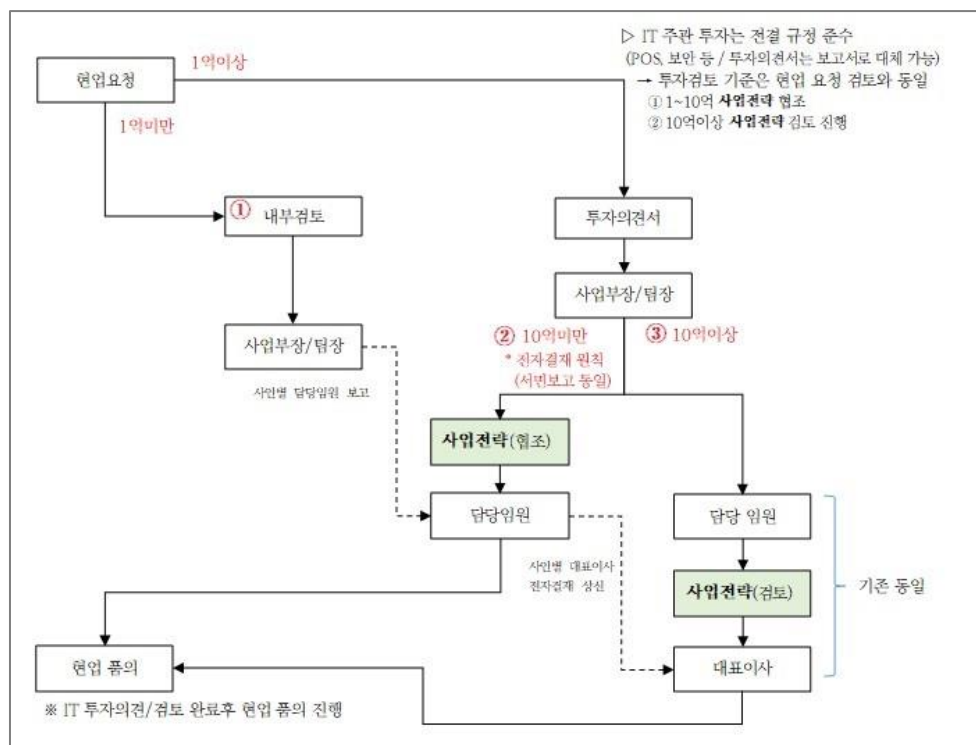 ▷ IT 주관 투자는 전결 규정 준수
(POS, 보안 등 / 투자의견서는 보고서로 대체 가능)
→ 투자검토 기준은 현업 요청 검토와 동일
① 1~10억 사업전략 협조
② 10억이상 사업전략 검토 진행
현업요청
1억이상
1억미만
① 내부검토
투자의견서
사업부장/팀장
사업부장/팀장
② 10억미만
* 전자결재 원칙
(서면보고 동일)
③ 10억이상
사안별 담당임원 보고
사업전략(협조)
담당임원
담당 임원
사안별 대표이사
전자결재 상신
사업전략(검토)
기존 동일
현업 품의
대표이사
※ IT 투자의견/검토 완료후 현업 품의 진행